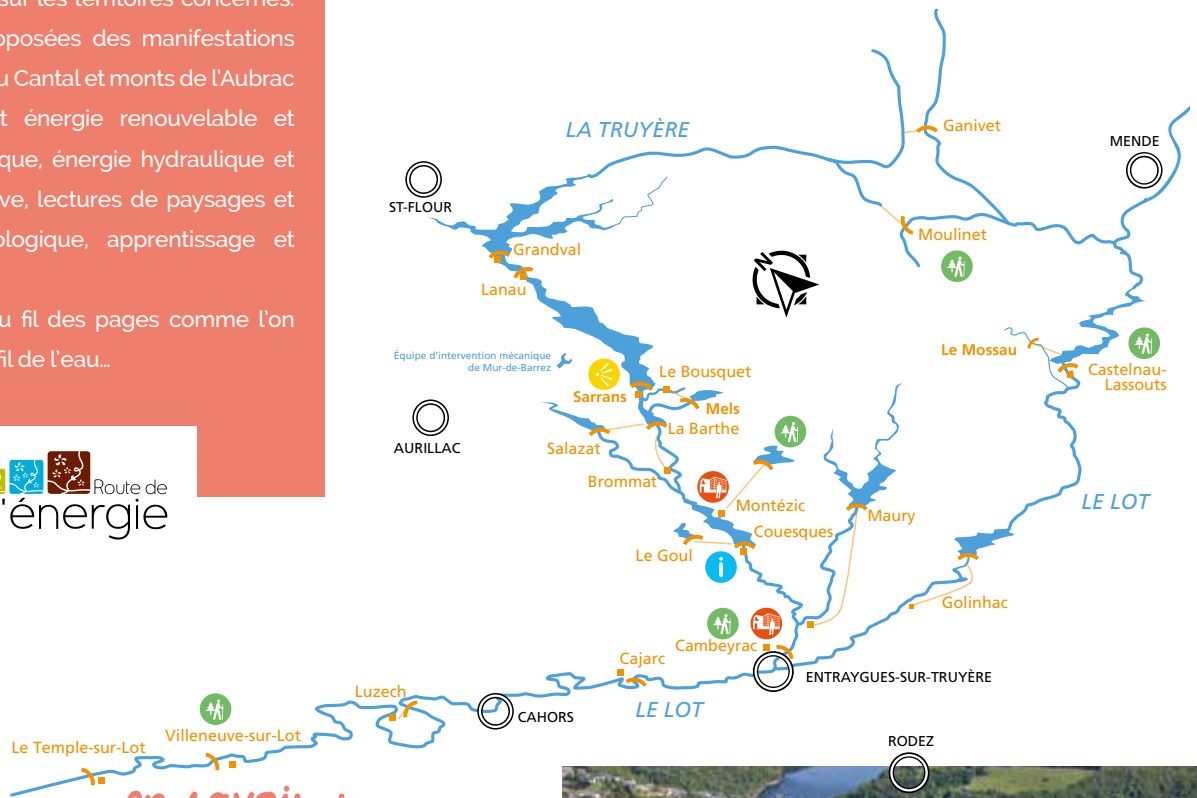 sur les territoires concernés.
des manifestations
Cantal et monts de l'Aubrac
énergie renouvelable et
énergie hydraulique et
lectures de paysages et
apprentissage et
fil des pages comme l'on
fil de l'eau...
Route de
l'énergie
LA TRUYÈRE
Ganivet
MENDE
ST-FLOUR
Moulinet
Grandval
Lanau
N
Le Mossau
Castelnau-
Lassouts
Équipe d'intervention mécanique
de Mur-de-Barrez
Le Bousquet
Sarrans
Mels
AURILLAC
La Barthe
Salazat
Brommat
Montézic
LE LOT
Maury
Couesques
Le Goul
i
Golinhac
Cambeyrac
Cajarc
ENTRAYGUES-SUR-TRUYÈRE
Luzech
LE LOT
CAHORS
Villeneuve-sur-Lot
RODEZ
Le Temple-sur-Lot